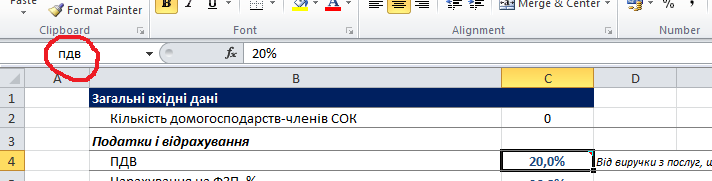 Format Painter
Merge & Center
Clipboard
Font
Alignment
Number
пдв
fx 20%
A B C D
1 Загальні вхідні дані
2 Кількість домогосподарств-членів СОК 0
3 Податки і відрахування
4 ПДВ 20,0% Від виручки з послуг, щ